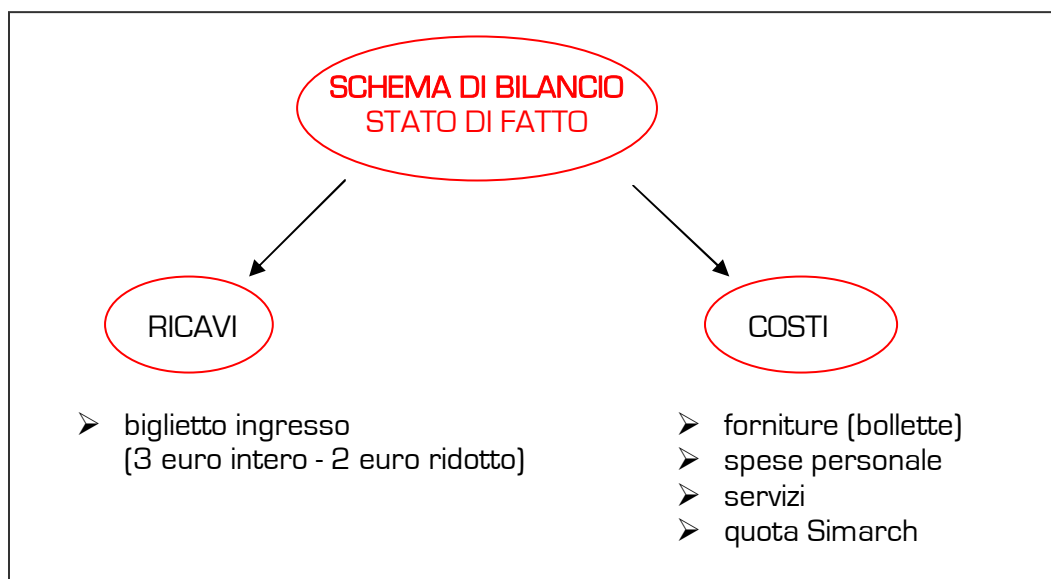 SCHEMA DI BILANCIO
STATO DI FATTO
RICAVI
COSTI
➢ biglietto ingresso
(3 euro intero - 2 euro ridotto)
➢ forniture (bollette)
➢ spese personale
➢ servizi
➢ quota Simarch